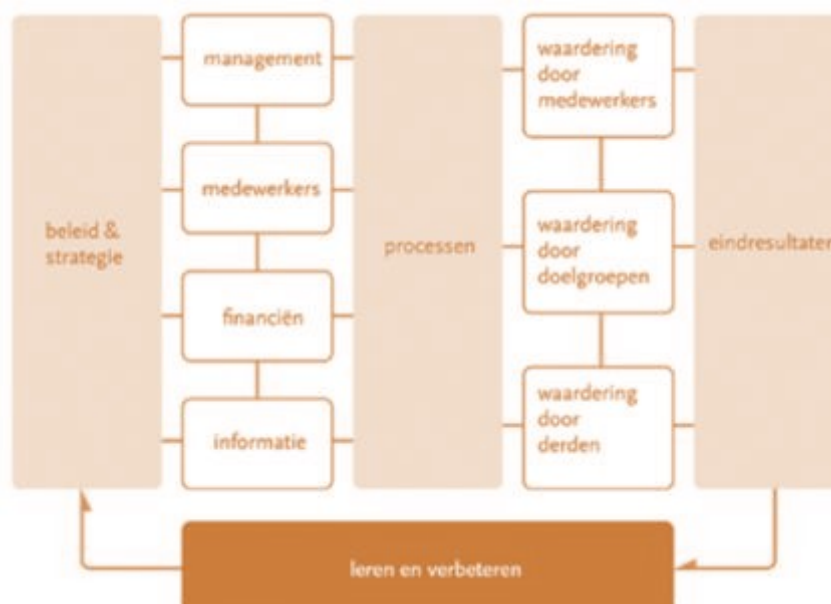 beleid &
strategie
management
medewerkers
financiën
informatie
processen
waardering
door
medewerkers
waardering
door
doelgroepen
waardering
door
derden
eindresultaten
leren en verbeteren